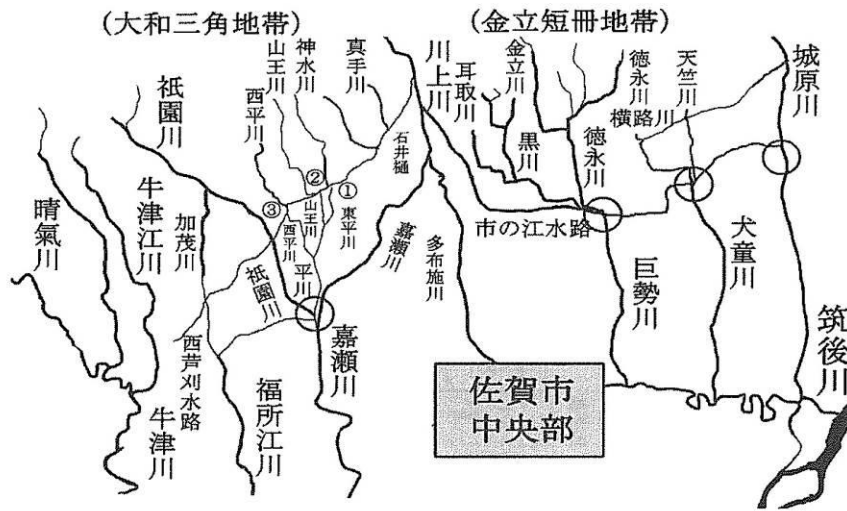 (大和三角地帯)
(金立短冊地帯)
祇園川
西平川
山王川
神水川
真手川
川上川
耳取川
金立川
黒川
徳永川
徳永川
横路川
天竺川
城原川
石井樋
晴氣川
牛津江川
加茂川
③
②
①
山王川
東平川
西平川
平川
祇園川
嘉瀬川
多布施川
市の江水路
巨勢川
犬童川
筑後川
西芦刈水路
牛津川
福所江川
嘉瀬川
佐賀市
中央部